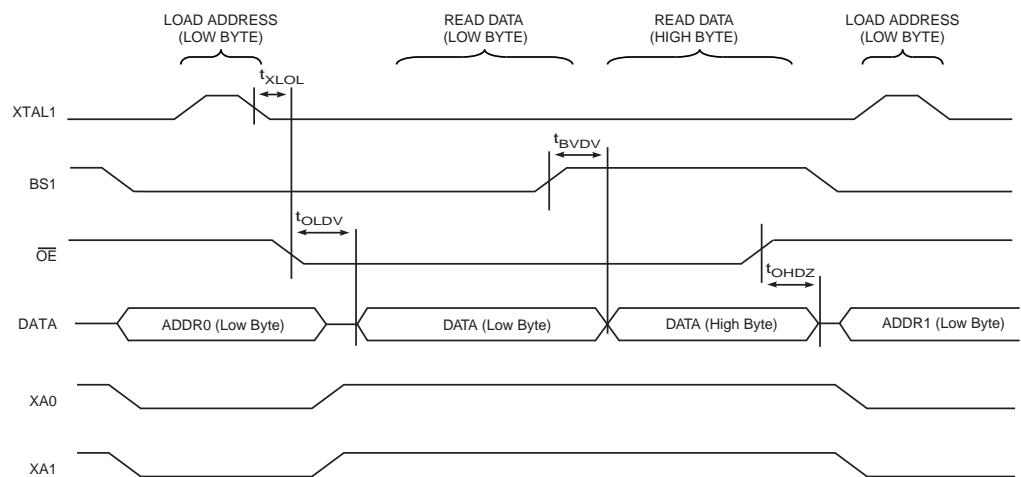 LOAD ADDRESS
(LOW BYTE)
READ DATA
(LOW BYTE)
READ DATA
(HIGH BYTE)
LOAD ADDRESS
(LOW BYTE)
tXLOL
XTAL1
tBVDV
BS1
tOLDV
OE
tOHDZ
DATA
ADDR0 (Low Byte)
DATA (Low Byte)
DATA (High Byte)
ADDR1 (Low Byte)
XA0
XA1